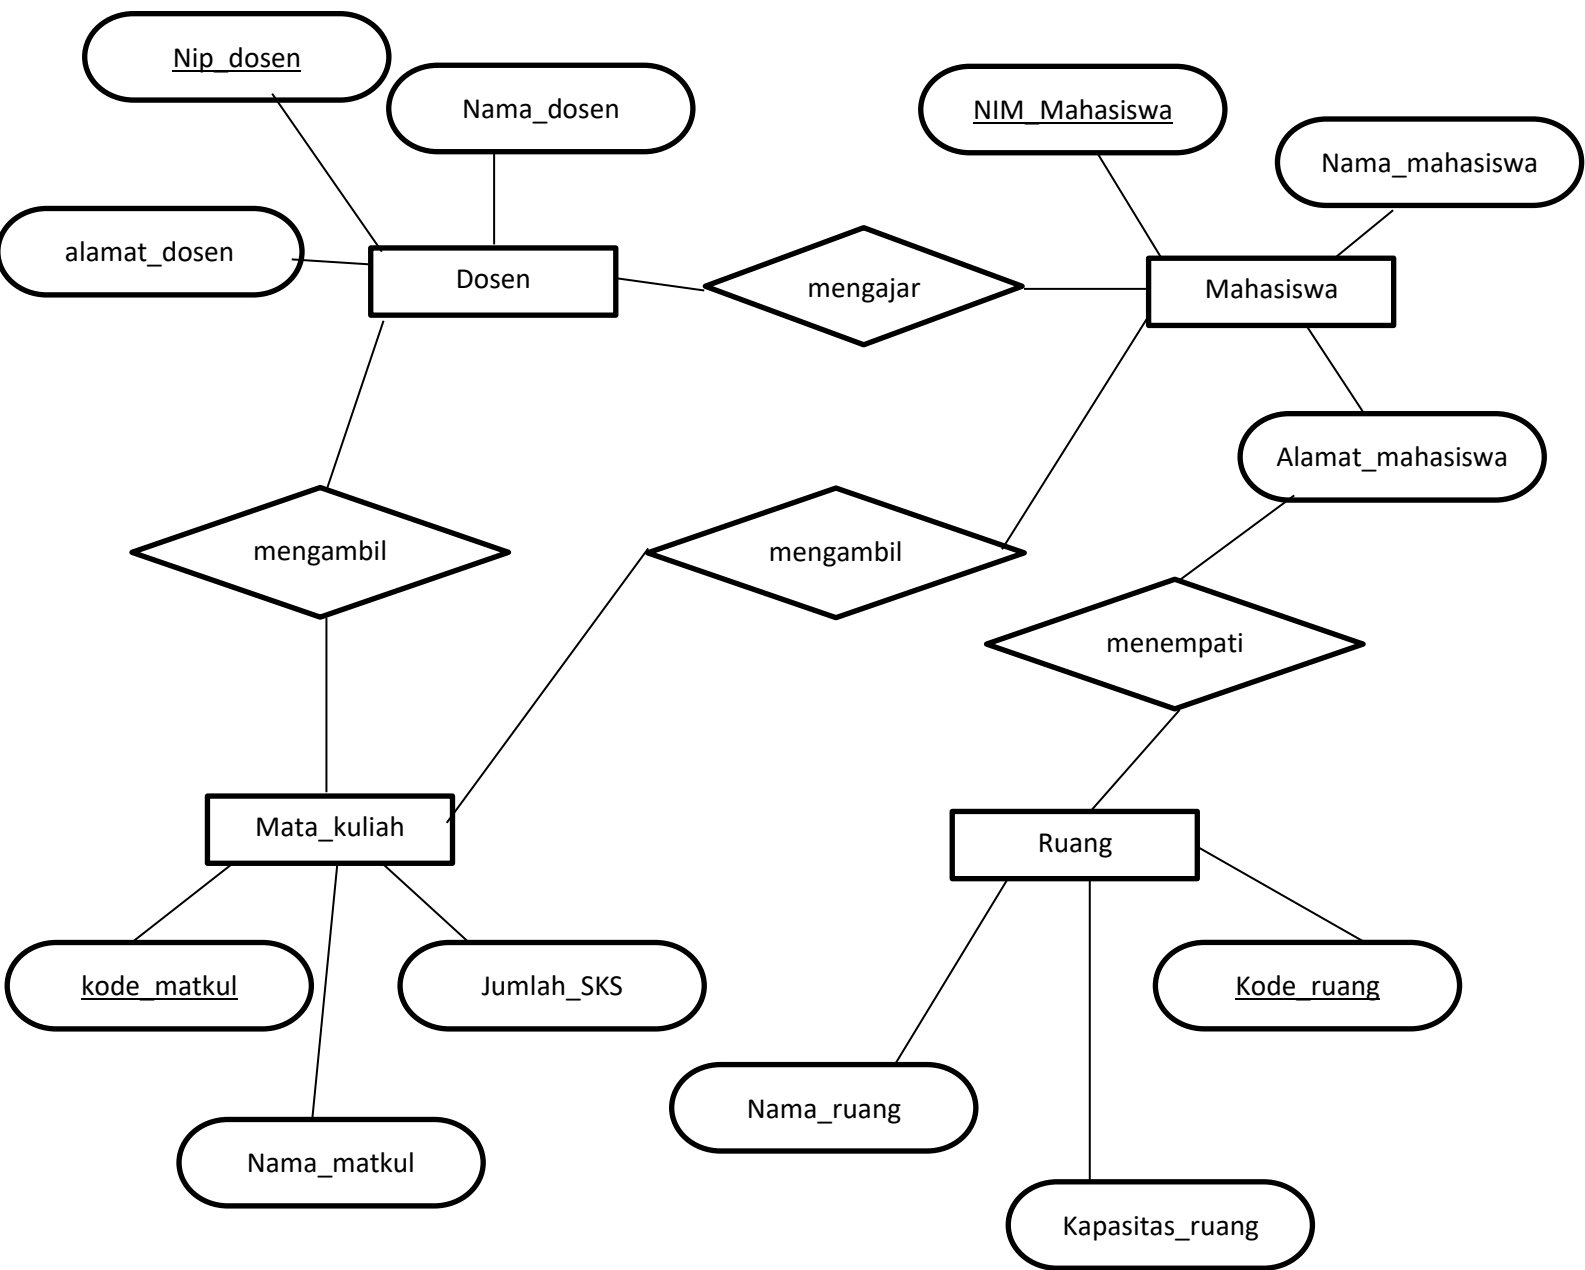 Nip_dosen
Nama_dosen
NIM_Mahasiswa
Nama_mahasiswa
alamat_dosen
Dosen
mengajar
Mahasiswa
Alamat_mahasiswa
mengambil
mengambil
menempati
Mata_kuliah
Ruang
kode_matkul
Jumlah_SKS
Kode_ruang
Nama_ruang
Nama_matkul
Kapasitas_ruang